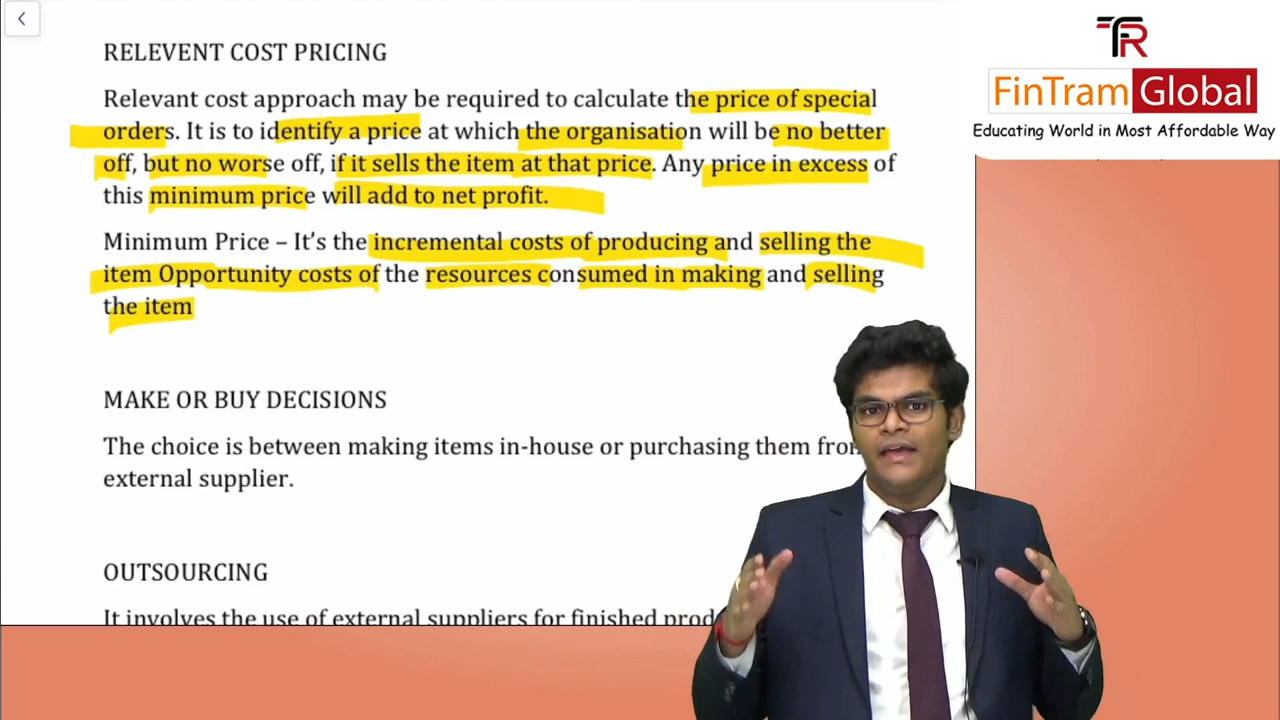 RELEVENT COST PRICING
Relevant cost approach may be required to calculate the price of special
orders. It is to identify a price at which the organisation will be no better
off, but no worse off, if it sells the item at that price. Any price in excess of
this minimum price will add to net profit.
Minimum Price – It’s the incremental costs of producing and selling the
item Opportunity costs of the resources consumed in making and selling
the item
MAKE OR BUY DECISIONS
The choice is between making items in-house or purchasing them
external supplier.
OUTSOURCING
It involves the use of external suppliers for finished
TR
FinTram Global
Educating World in Most Affordable Way